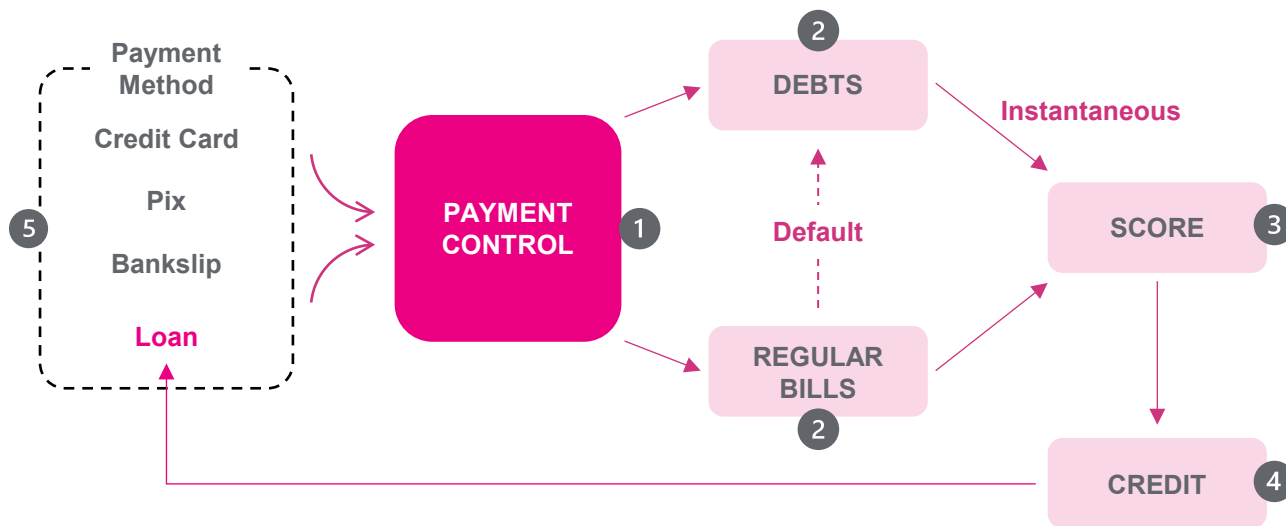 Payment
Method
Credit Card
Pix
Bankslip
Loan
5
PAYMENT
CONTROL
1
2
DEBTS
Instantaneous
Default
REGULAR
BILLS
2
SCORE
3
CREDIT
4